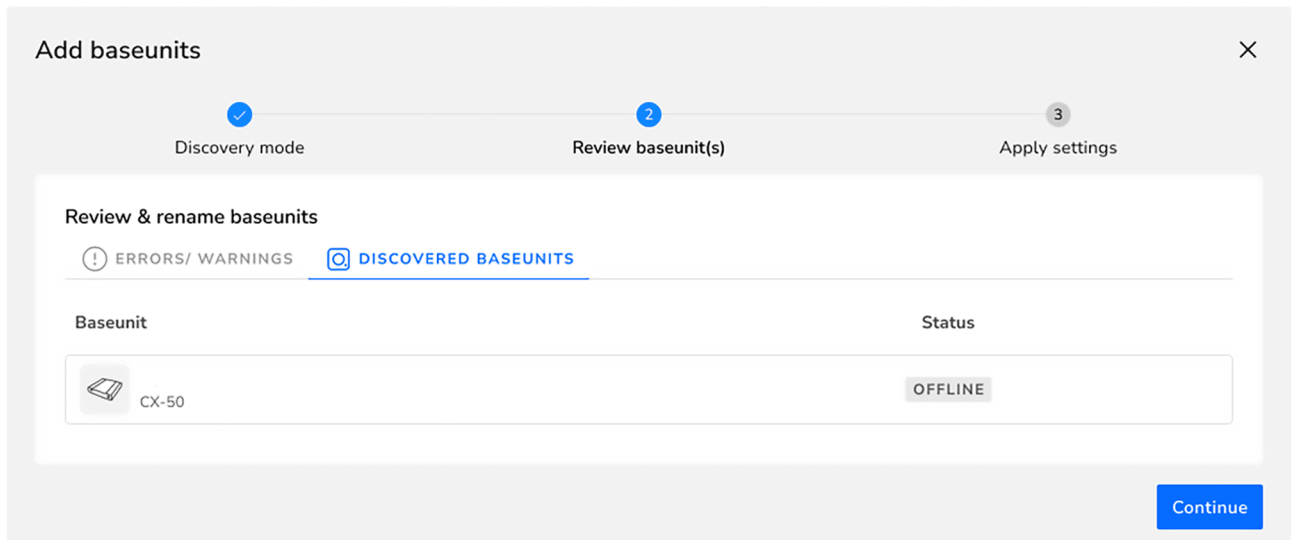 Add baseunits
2 3
Discovery mode Review baseunit(s) Apply settings
Review & rename baseunits
ERRORS/ WARNINGS DISCOVERED BASEUNITS
Baseunit Status
CX-50 OFFLINE
Continue